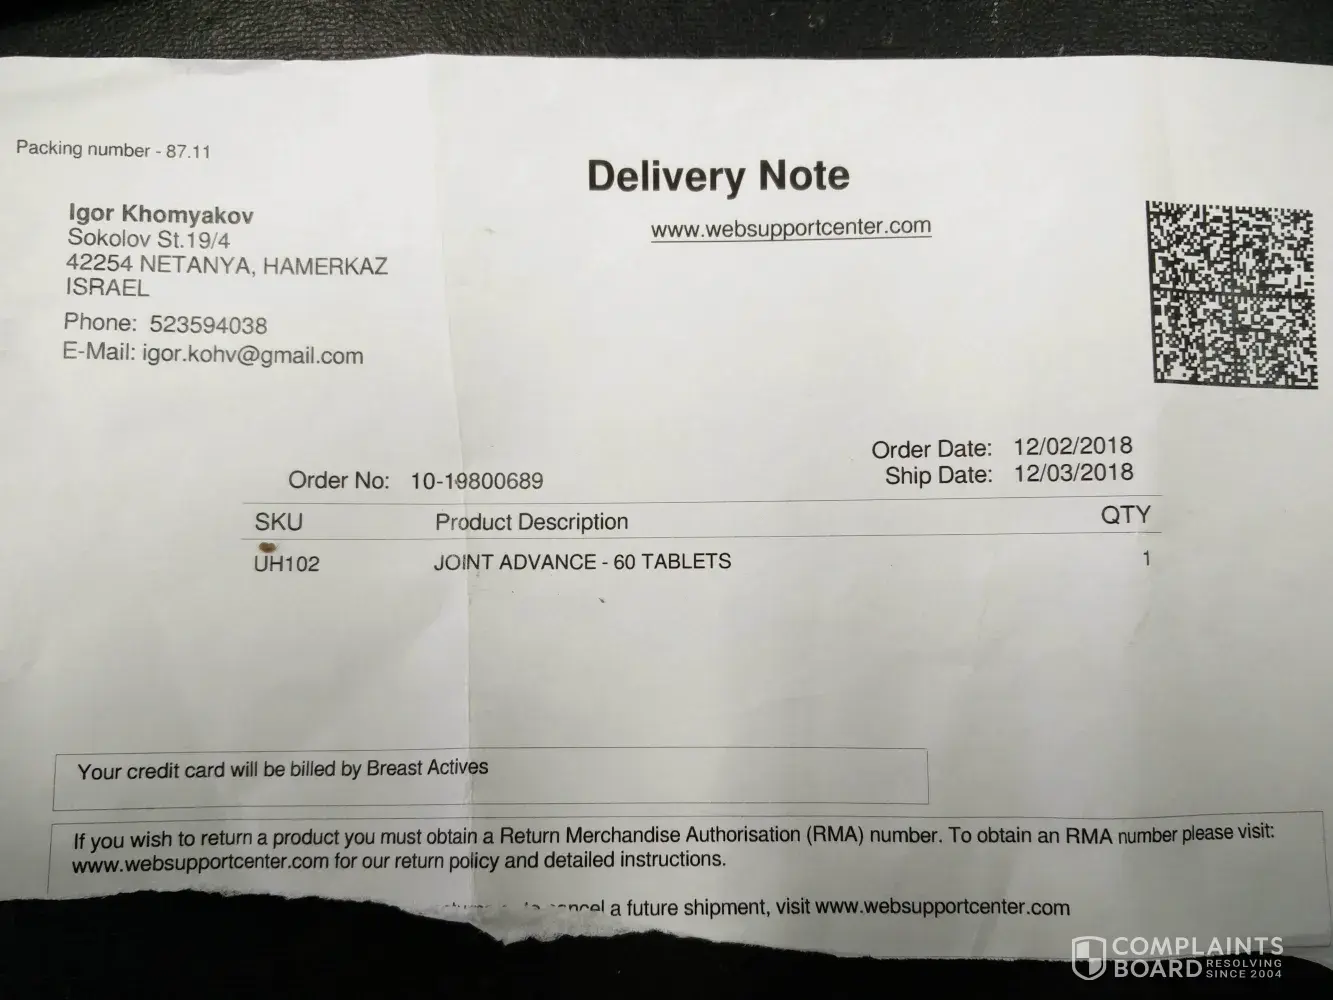 Packing number - 87.11
Delivery Note
www.websupportcenter.com
Igor Khomyakov
Sokolov St.19/4
42254 NETANYA, HAMERKAZ
ISRAEL
Phone: 523594038
E-Mail: igor.kohv@gmail.com
Order Date: 12/02/2018
Ship Date: 12/03/2018
Order No: 10-19800689
SKU Product Description QTY
UH102 JOINT ADVANCE - 60 TABLETS 1
Your credit card will be billed by Breast Actives
If you wish to return a product you must obtain a Return Merchandise Authorisation (RMA) number. To obtain an RMA number please visit:
www.websupportcenter.com for our return policy and detailed instructions.
a future shipment, visit www.websupportcenter.com
COMPLAINTS
BOARD RESOLVING
SINCE 2004